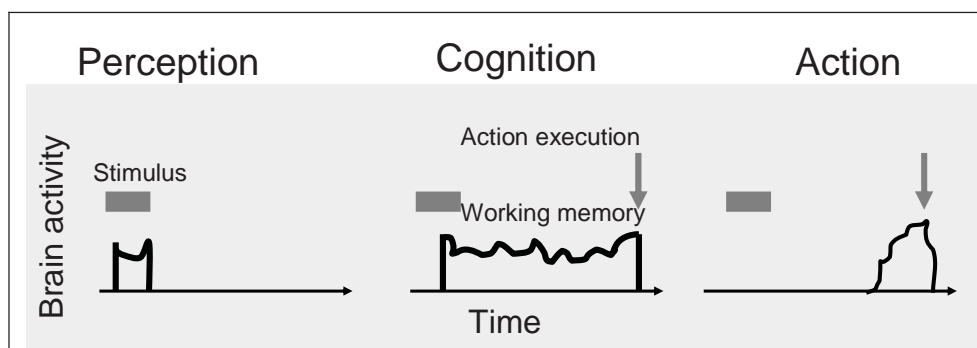 Perception
Cognition
Action
Brain activity
Stimulus
Action execution
Working memory
Time